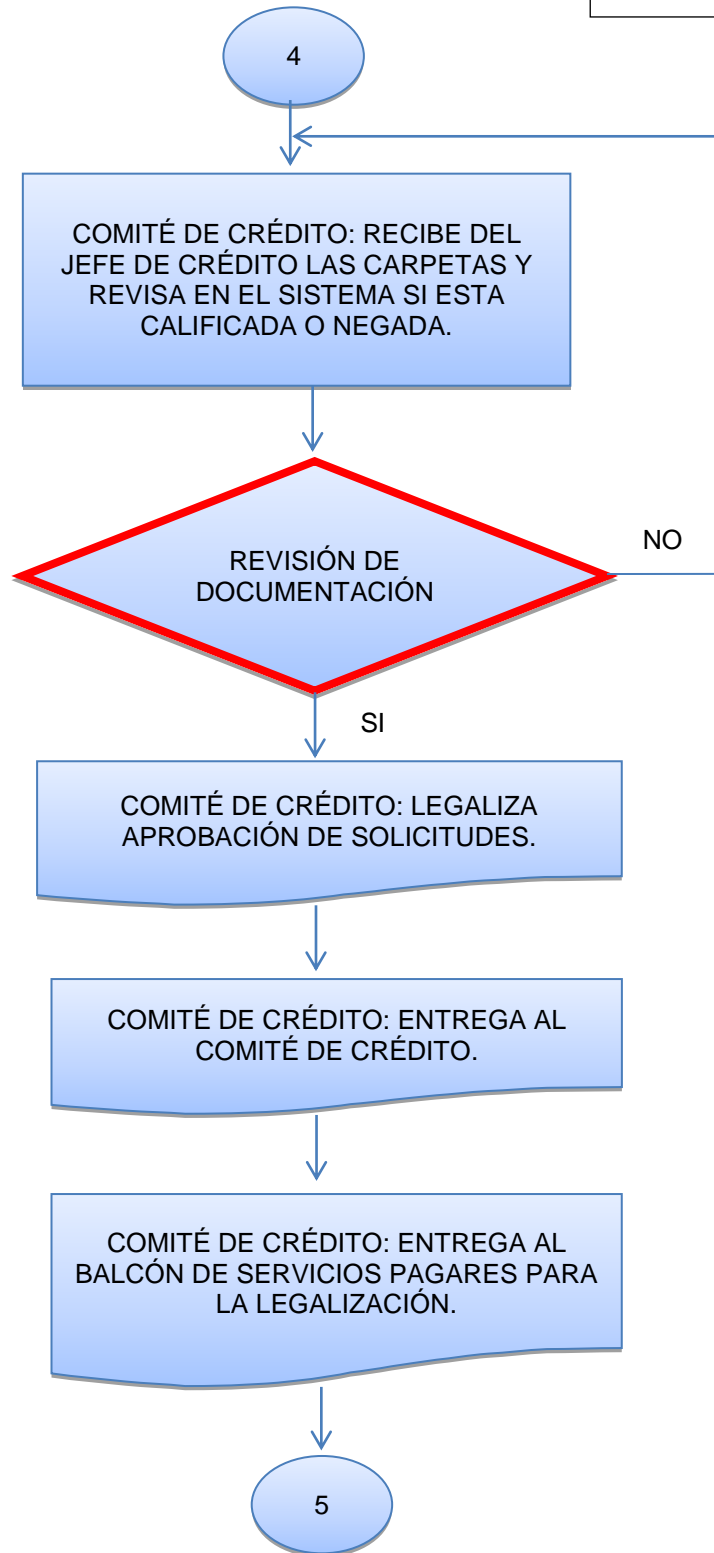 4
COMITÉ DE CRÉDITO: RECIBE DEL
JEFE DE CRÉDITO LAS CARPETAS Y
REVISA EN EL SISTEMA SI ESTA
CALIFICADA O NEGADA.
REVISIÓN DE
DOCUMENTACIÓN
NO
SI
COMITÉ DE CRÉDITO: LEGALIZA
APROBACIÓN DE SOLICITUDES.
COMITÉ DE CRÉDITO: ENTREGA AL
COMITÉ DE CRÉDITO.
COMITÉ DE CRÉDITO: ENTREGA AL
BALCÓN DE SERVICIOS PAGARES PARA
LA LEGALIZACIÓN.
5